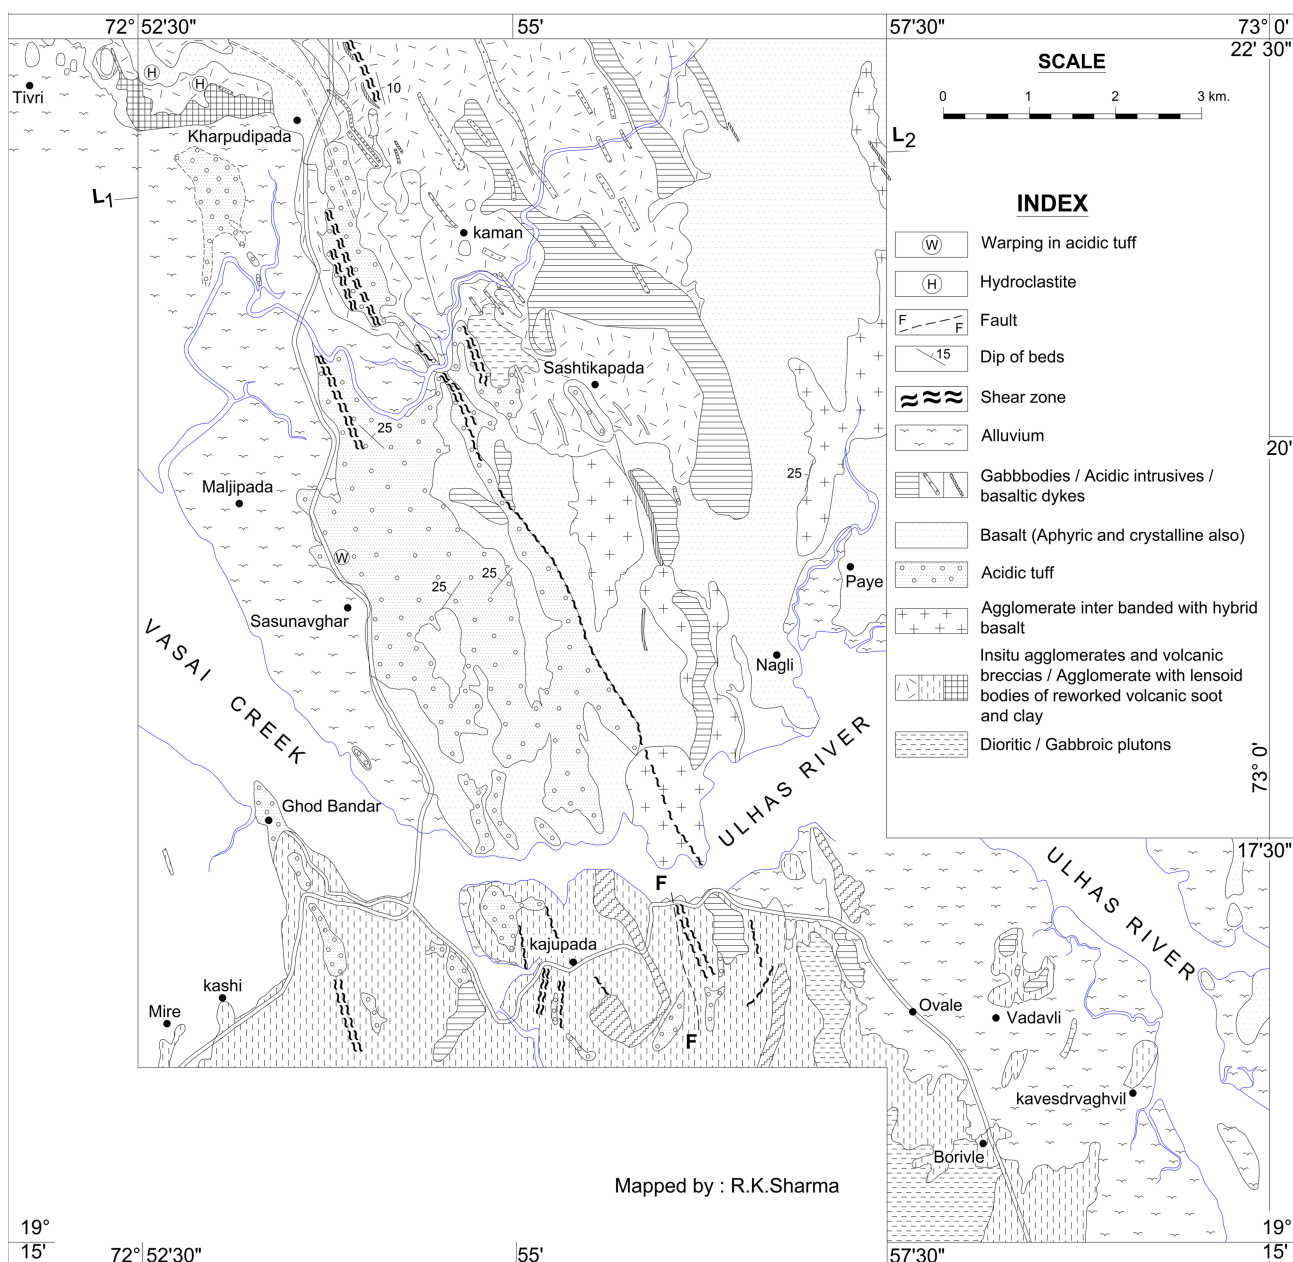 72° 52'30"
55'
57'30"
73° 0'
22' 30"
SCALE
0 1 2 3 km.
L2
L1
INDEX
W Warping in acidic tuff
H Hydroclastite
F F Fault
15 Dip of beds
Shear zone
Alluvium
Gabbbodies / Acidic intrusives /
basaltic dykes
Basalt (Aphyric and crystalline also)
Acidic tuff
Agglomerate inter banded with hybrid
basalt
Insitu agglomerates and volcanic
breccias / Agglomerate with lensoid
bodies of reworked volcanic soot
and clay
Dioritic / Gabbroic plutons
H
H
Tivri
10
Kharpudipada
kaman
Sashtikapada
25
20'
25
Maljipada
W
25
25
Paye
Sasunavghar
Nagli
VASAI CREEK
ULHAS RIVER
73° 0'
Ghod Bandar
17'30"
ULHAS RIVER
F
kajupada
kashi
Mire
Ovale
Vadavli
F
kavesdrvaghvil
Borivle
Mapped by : R.K.Sharma
19°
15'
19°
15'
72° 52'30"
55'
57'30"